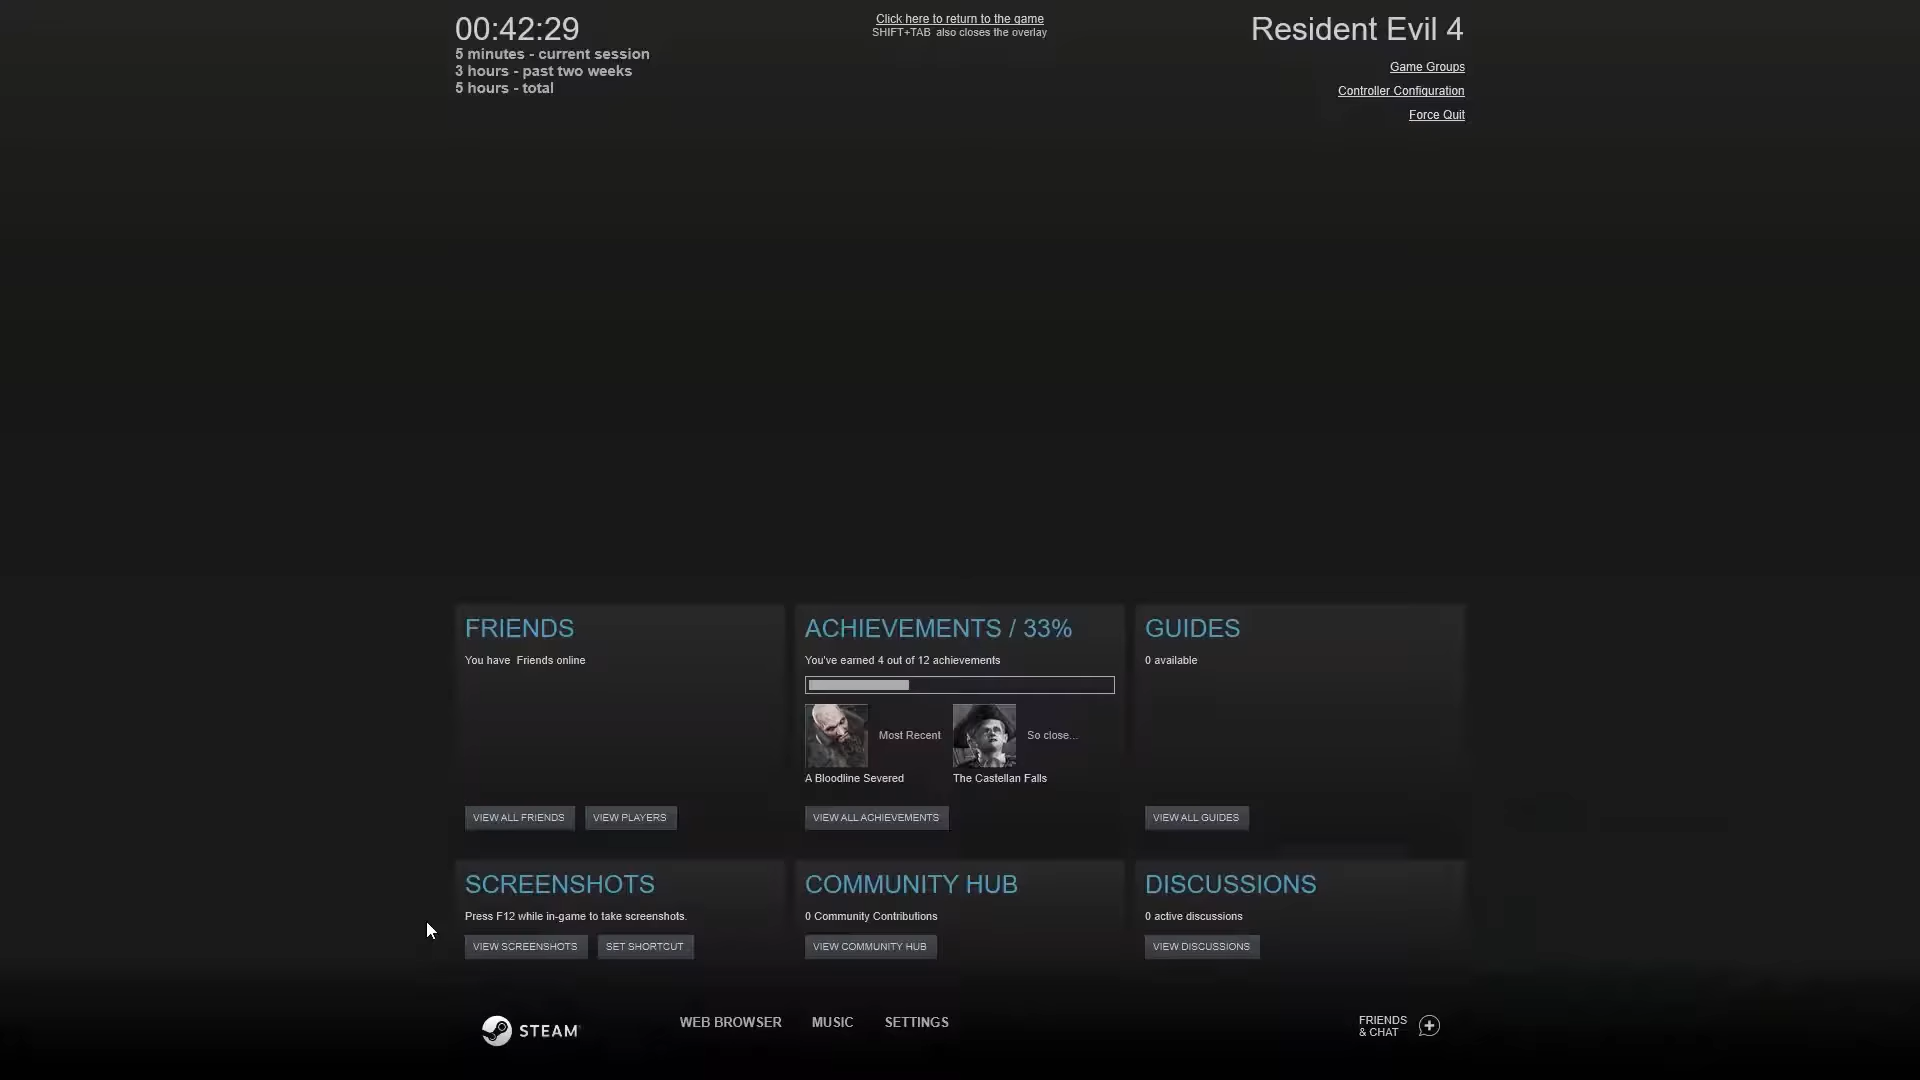 00:42:29
5 minutes - current session
3 hours - past two weeks
5 hours - total
Click here to return to the game
SHIFT+TAB also closes the overlay
Resident Evil 4
Game Groups
Controller Configuration
Force Quit
FRIENDS
You have Friends online
VIEW ALL FRIENDS
VIEW PLAYERS
ACHIEVEMENTS / 33%
You've earned 4 out of 12 achievements
Most Recent
So close...
A Bloodline Severed
The Castellan Falls
VIEW ALL ACHIEVEMENTS
GUIDES
0 available
VIEW ALL GUIDES
SCREENSHOTS
Press F12 while in-game to take screenshots.
VIEW SCREENSHOTS
SET SHORTCUT
COMMUNITY HUB
0 Community Contributions
VIEW COMMUNITY HUB
DISCUSSIONS
0 active discussions
VIEW DISCUSSIONS
STEAM
WEB BROWSER
MUSIC
SETTINGS
FRIENDS
& CHAT